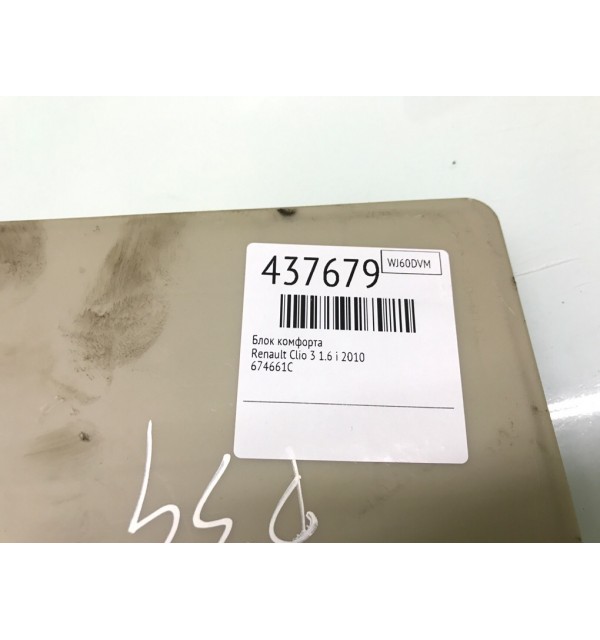 437679
WJ60DVM
Блок комфорта
Renault Clio 3 1.6 i 2010
674661C